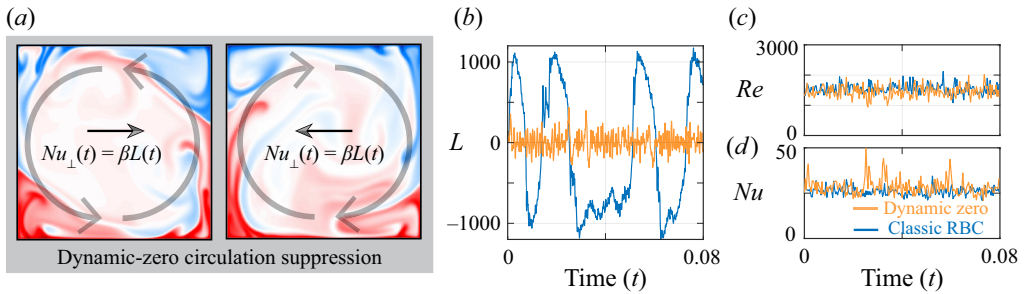 (a)
Nu⊥(t) = βL(t)
Nu⊥(t) = βL(t)
Dynamic-zero circulation suppression
(b)
L
1000
0
−1000
0
0.08
Time (t)
(c)
Re
3000
0
(d)
Nu
50
0
Dynamic zero
Classic RBC
0
0.08
Time (t)